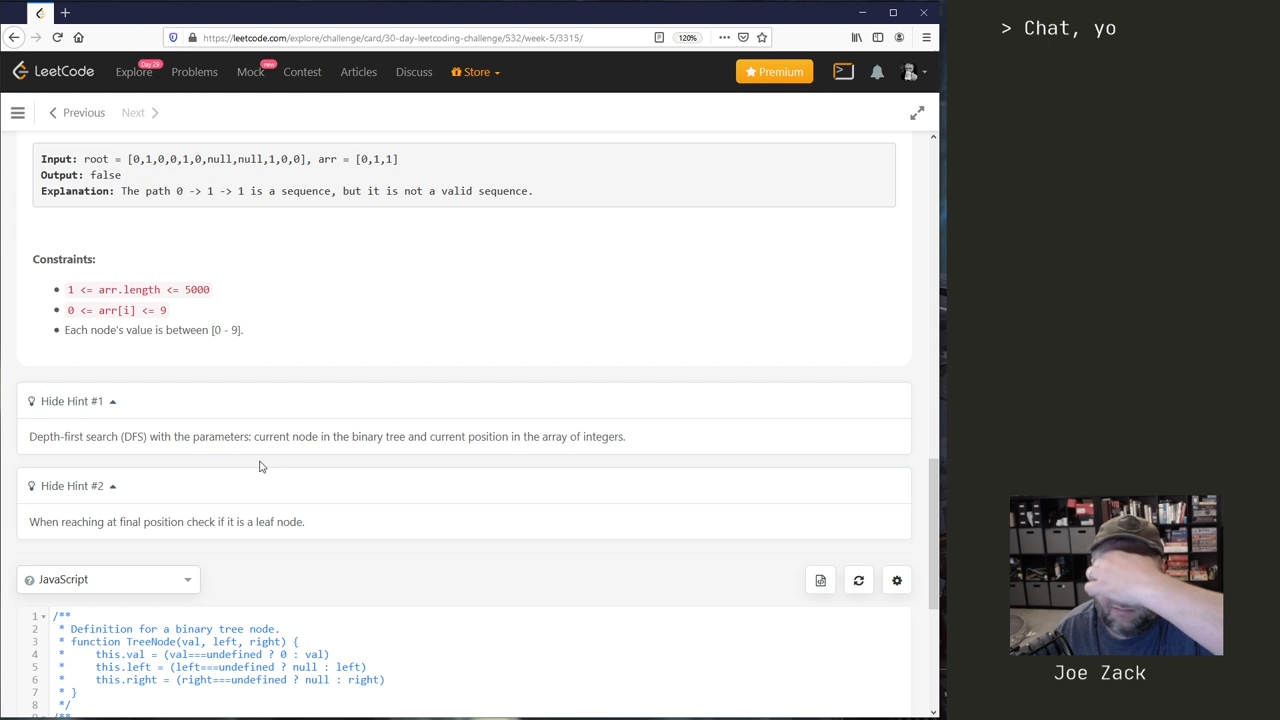 https://leetcode.com/explore/challenge/card/30-day-leetcoding-challenge/532/week-5/3315/
120%
> Chat, yo
LeetCode
Explore
Day 29
Problems
Mock
new
Contest
Articles
Discuss
Store
Premium
Previous
Next
Input: root = [0,1,0,0,1,0,null,null,1,0,0], arr = [0,1,1]
Output: false
Explanation: The path 0 -> 1 -> 1 is a sequence, but it is not a valid sequence.
Constraints:
1 <= arr.length <= 5000
0 <= arr[i] <= 9
Each node's value is between [0 - 9].
Hide Hint #1
Depth-first search (DFS) with the parameters: current node in the binary tree and current position in the array of integers.
Hide Hint #2
When reaching at final position check if it is a leaf node.
JavaScript
1 /**
2 * Definition for a binary tree node.
3 * function TreeNode(val, left, right) {
4 *     this.val = (val===undefined ? 0 : val)
5 *     this.left = (left===undefined ? null : left)
6 *     this.right = (right===undefined ? null : right)
7 * }
8 */
/**
Joe Zack